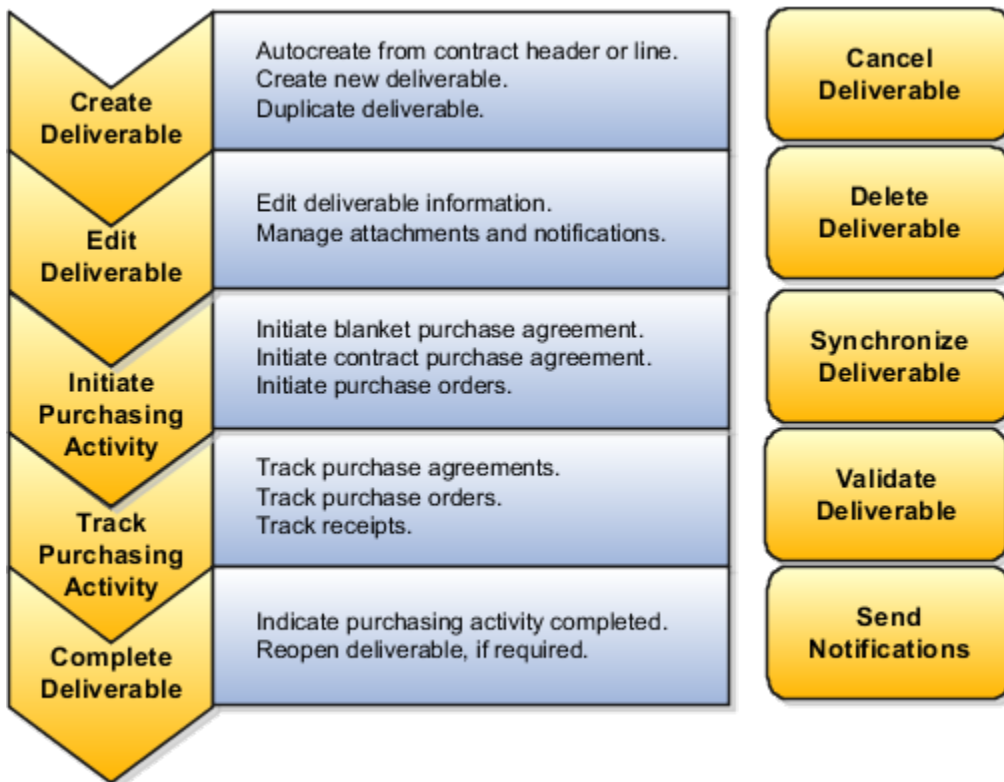 Create
Deliverable
Autocreate from contract header or line.
Create new deliverable.
Duplicate deliverable.
Cancel
Deliverable
Edit
Deliverable
Edit deliverable information.
Manage attachments and notifications.
Delete
Deliverable
Initiate
Purchasing
Activity
Initiate blanket purchase agreement.
Initiate contract purchase agreement.
Initiate purchase orders.
Synchronize
Deliverable
Track
Purchasing
Activity
Track purchase agreements.
Track purchase orders.
Track receipts.
Validate
Deliverable
Complete
Deliverable
Indicate purchasing activity completed.
Reopen deliverable, if required.
Send
Notifications